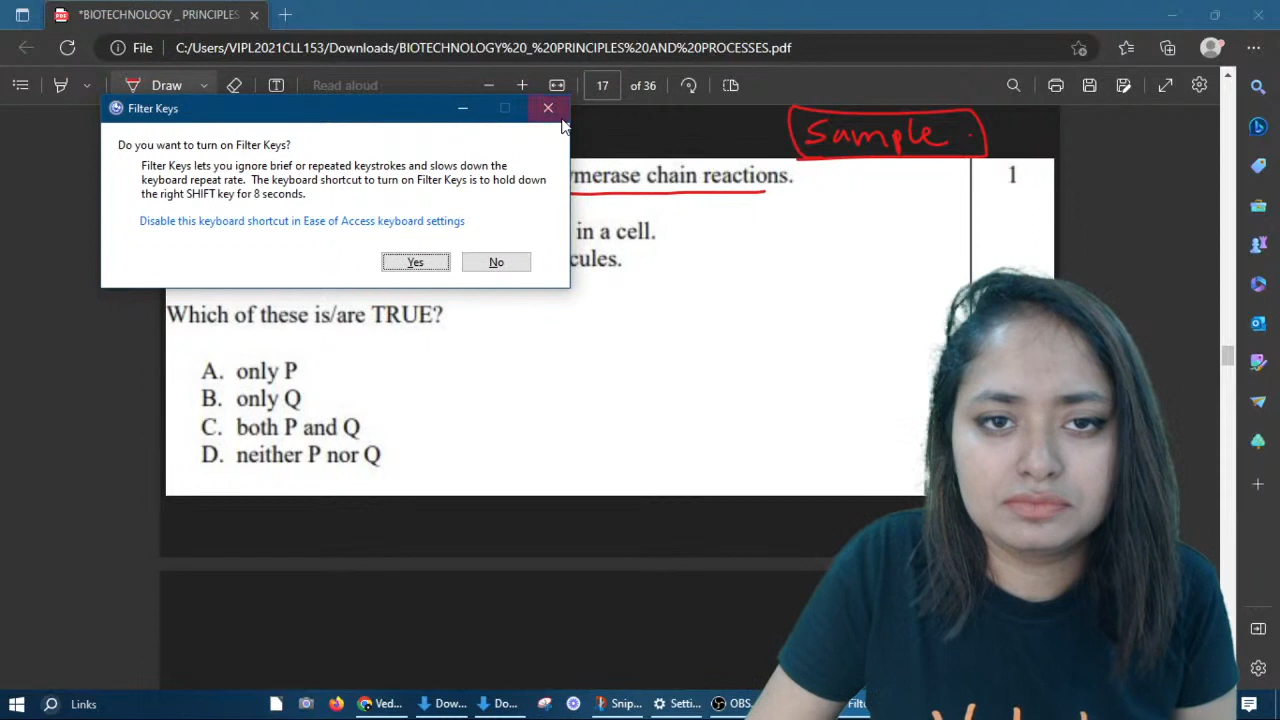 *BIOTECHNOLOGY _ PRINCIPLES
File C:/Users/VIPL2021CLL153/Downloads/BIOTECHNOLOGY%20_%20PRINCIPLES%20AND%20PROCESSES.pdf
Draw Read aloud 17 of 36
Filter Keys
Do you want to turn on Filter Keys?
Filter Keys lets you ignore brief or repeated keystrokes and slows down the
keyboard repeat rate. The keyboard shortcut to turn on Filter Keys is to hold down
the right SHIFT key for 8 seconds.
Disable this keyboard shortcut in Ease of Access keyboard settings
Yes No
Sample
merase chain reactions. 1
in a cell.
cules.
Which of these is/are TRUE?
A. only P
B. only Q
C. both P and Q
D. neither P nor Q
Links Ved... Dow... Do... Snip... Setti... OBS